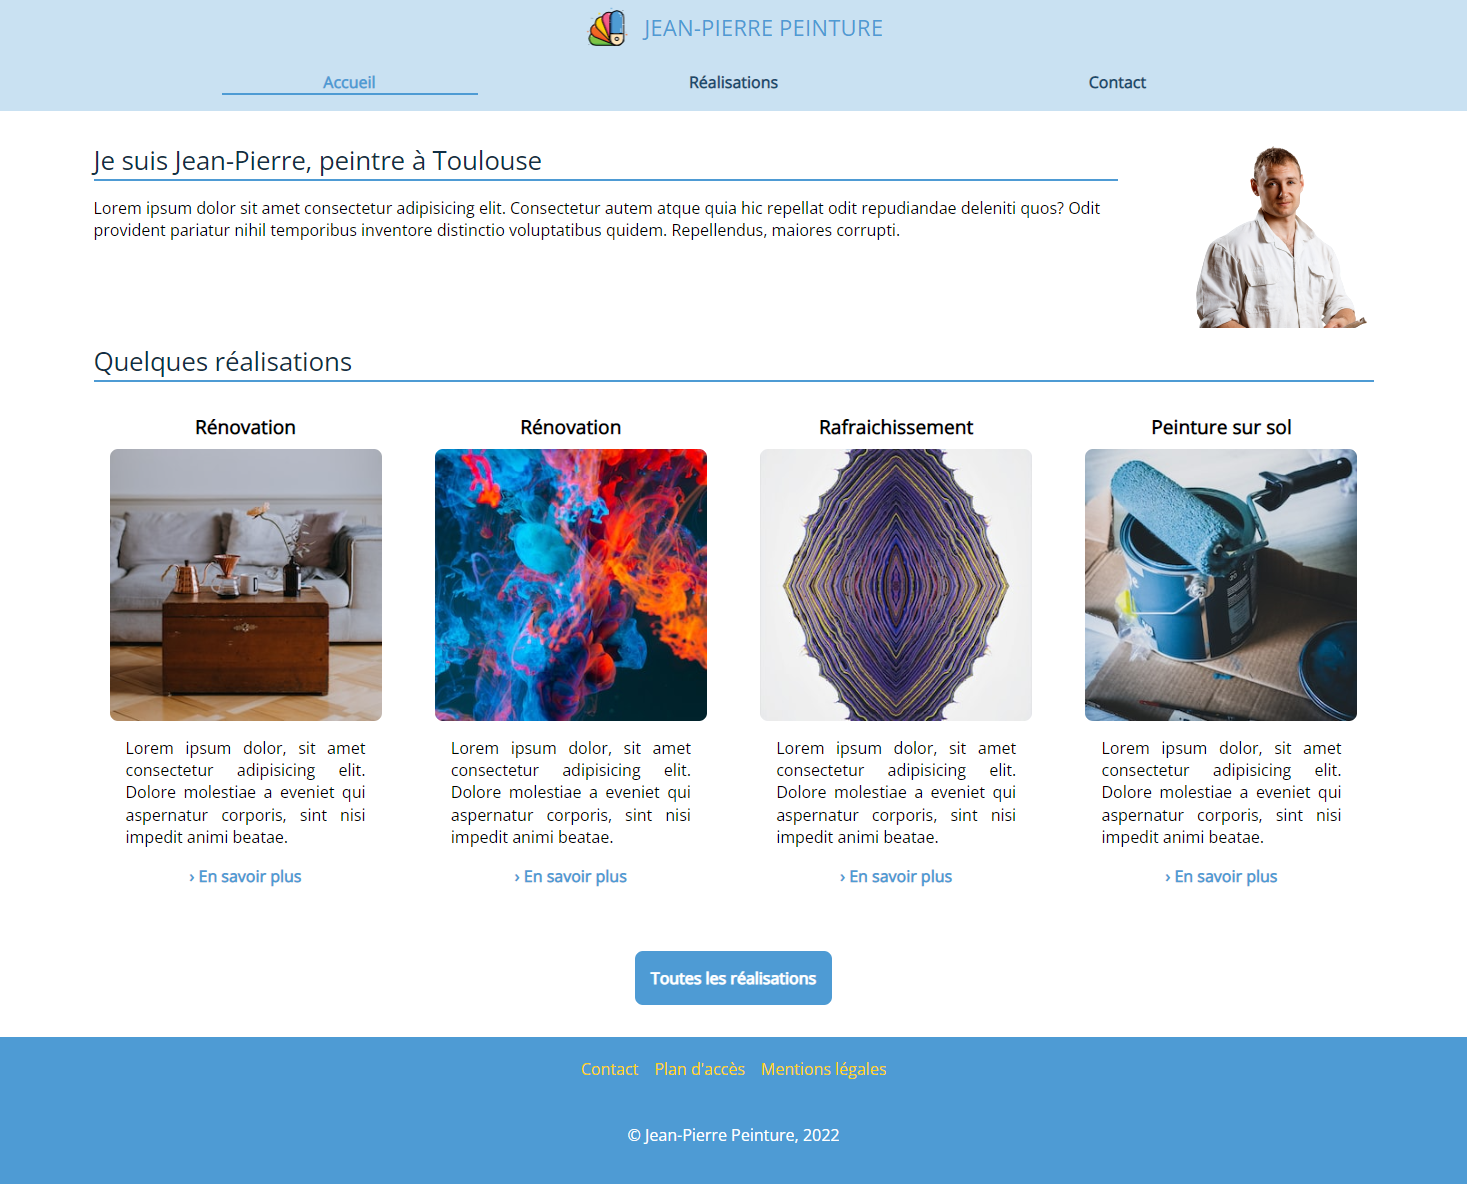 JEAN-PIERRE PEINTURE
Accueil Réalisations Contact
Je suis Jean-Pierre, peintre à Toulouse
Lorem ipsum dolor sit amet consectetur adipisicing elit. Consectetur autem atque quia hic repellat odit repudiandae deleniti quos? Odit
provident pariatur nihil temporibus inventore distinctio voluptatibus quidem. Repellendus, maiores corrupti.
Quelques réalisations
Rénovation
Lorem ipsum dolor, sit amet
consectetur adipisicing elit.
Dolore molestiae a eveniet qui
aspernatur corporis, sint nisi
impedit animi beatae.
› En savoir plus
Rénovation
Lorem ipsum dolor, sit amet
consectetur adipisicing elit.
Dolore molestiae a eveniet qui
aspernatur corporis, sint nisi
impedit animi beatae.
› En savoir plus
Rafraichissement
Lorem ipsum dolor, sit amet
consectetur adipisicing elit.
Dolore molestiae a eveniet qui
aspernatur corporis, sint nisi
impedit animi beatae.
› En savoir plus
Peinture sur sol
Lorem ipsum dolor, sit amet
consectetur adipisicing elit.
Dolore molestiae a eveniet qui
aspernatur corporis, sint nisi
impedit animi beatae.
› En savoir plus
Toutes les réalisations
Contact Plan d'accès Mentions légales
© Jean-Pierre Peinture, 2022